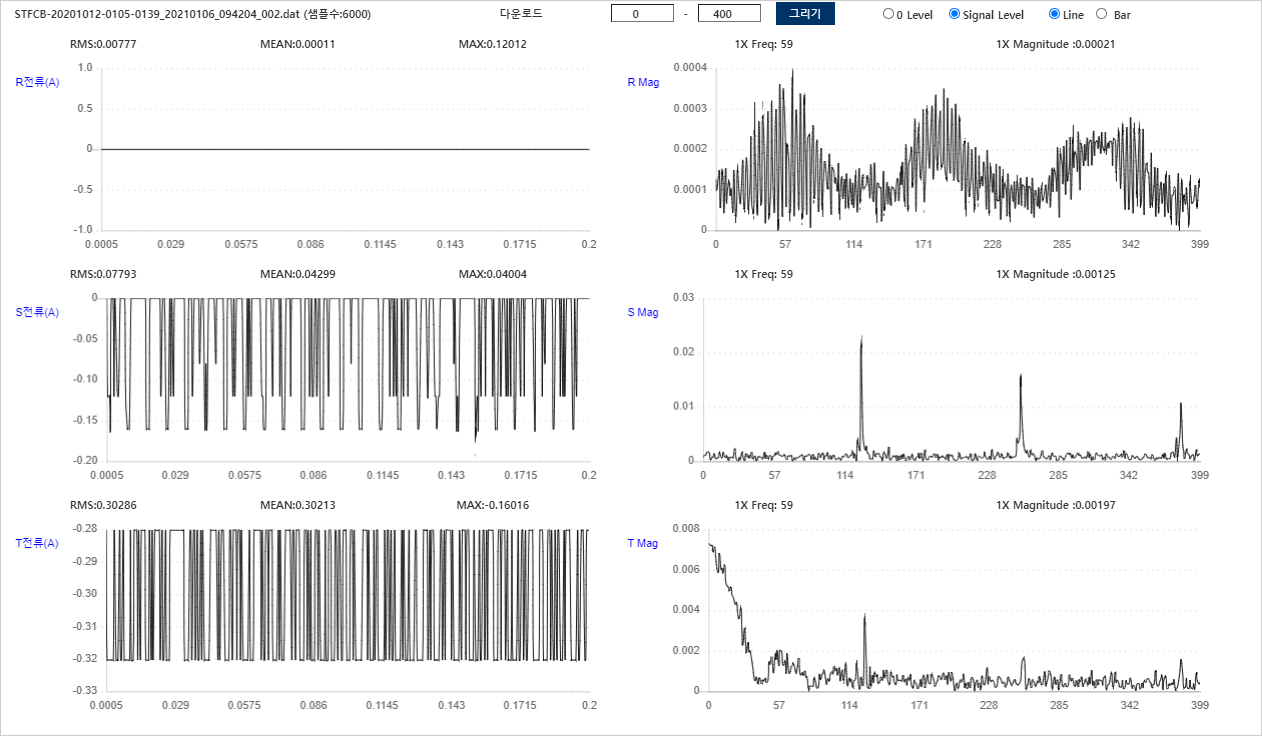 STFCB-20201012-0105-0139_20210106_094204_002.dat (샘플수:6000) 다운로드 0 - 400 그리기 0 Level Signal Level Line Bar
RMS:0.00777 MEAN:0.00011 MAX:0.12012 1X Freq: 59 1X Magnitude :0.00021
R전류(A)
1.0
0.5
0
-0.5
-1.0
0.0005 0.029 0.0575 0.086 0.1145 0.143 0.1715 0.2
R Mag
0.0004
0.0003
0.0002
0.0001
0
0 57 114 171 228 285 342 399
RMS:0.07793 MEAN:0.04299 MAX:0.04004 1X Freq: 59 1X Magnitude :0.00125
S전류(A)
0
-0.05
-0.10
-0.15
-0.20
0.0005 0.029 0.0575 0.086 0.1145 0.143 0.1715 0.2
S Mag
0.03
0.02
0.01
0
0 57 114 171 228 285 342 399
RMS:0.30286 MEAN:0.30213 MAX:-0.16016 1X Freq: 59 1X Magnitude :0.00197
T전류(A)
-0.28
-0.29
-0.30
-0.31
-0.32
-0.33
0.0005 0.029 0.0575 0.086 0.1145 0.143 0.1715 0.2
T Mag
0.008
0.006
0.004
0.002
0
0 57 114 171 228 285 342 399